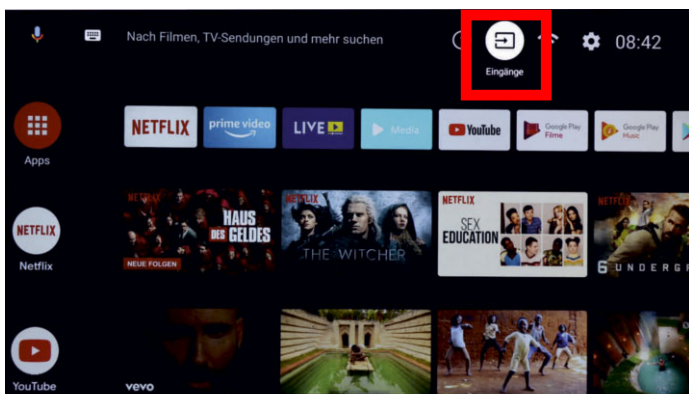 Nach Filmen, TV-Sendungen und mehr suchen
08:42
Eingänge
Apps
NETFLIX
prime video
LIVE
Media
YouTube
Google Play
Filme
Google Play
Music
NETFLIX
Netflix
NETFLIX
HAUS
DES GELDES
NEUE FOLGEN
NETFLIX
THE WITCHER
NETFLIX
SEX
EDUCATION
NETFLIX
6 UNDERGR
YouTube
vevo